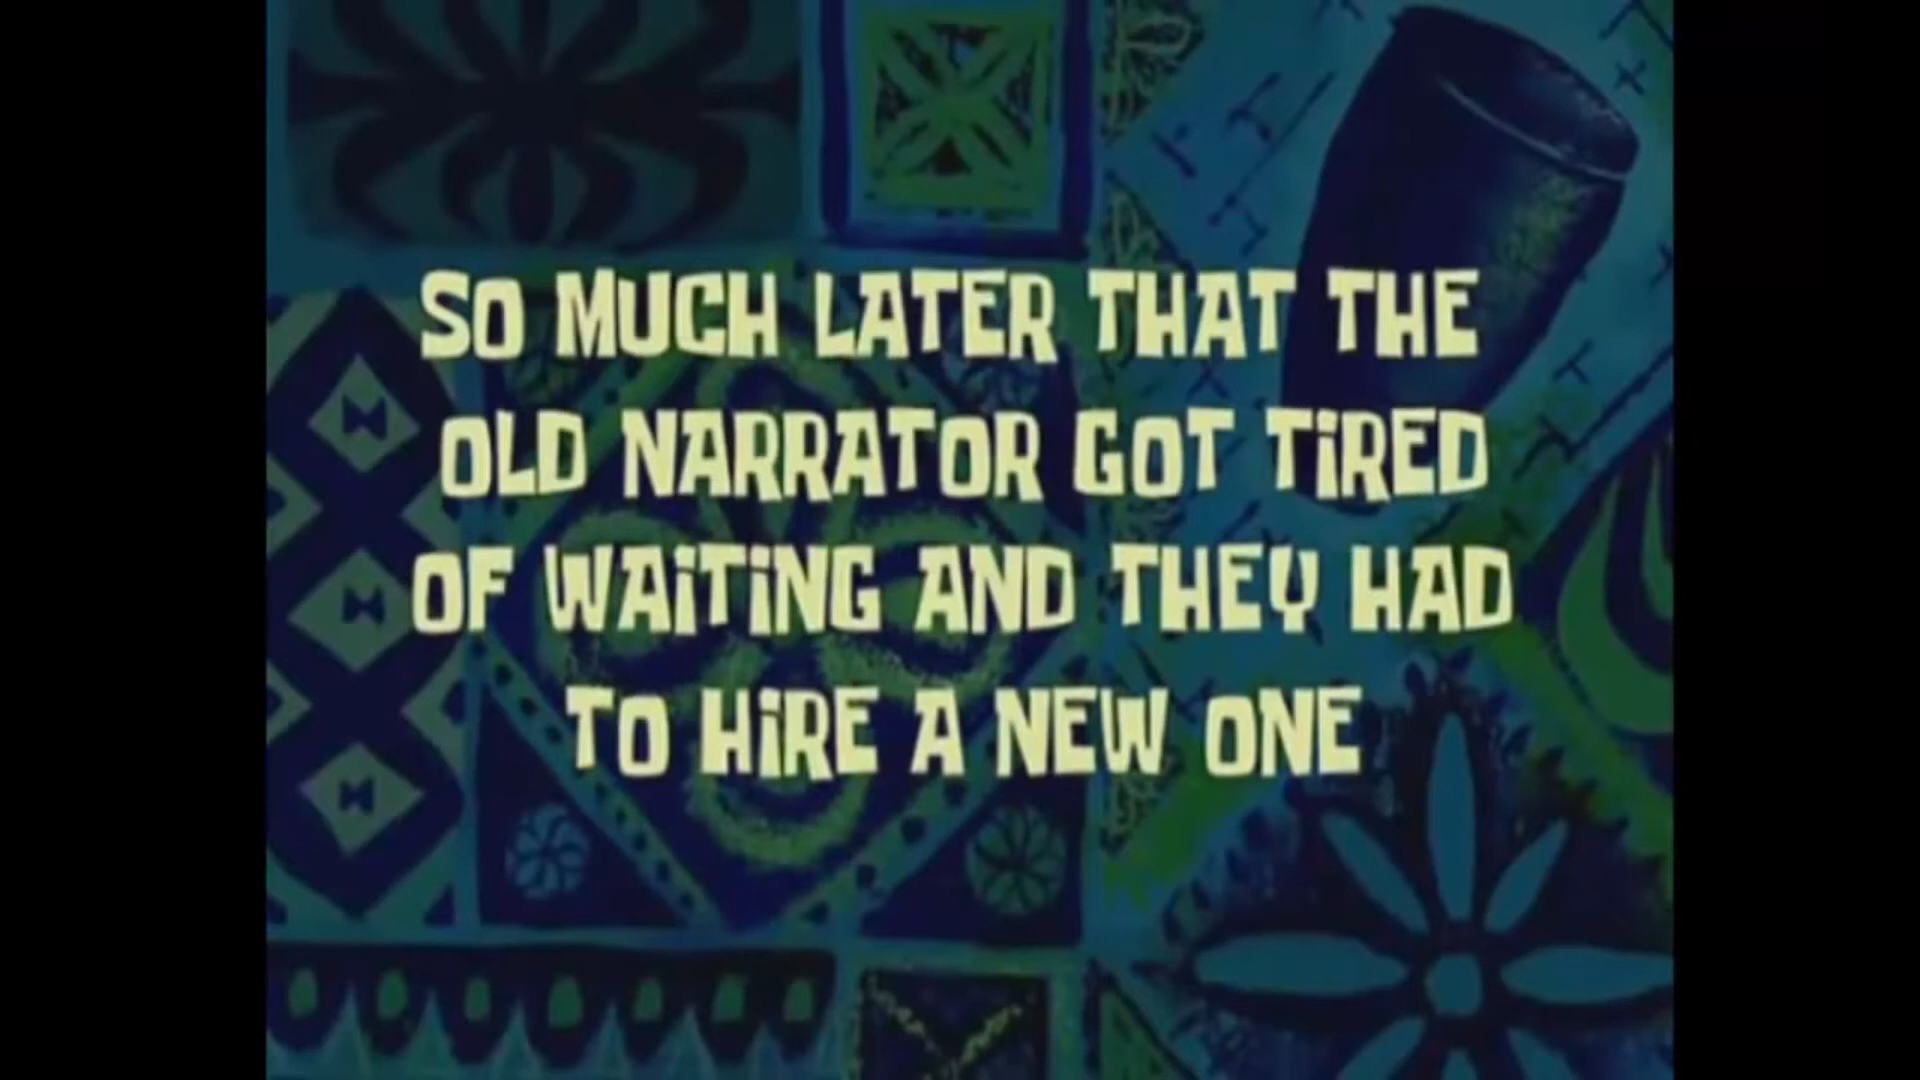 SO MUCH LATER THAT THE
OLD NARRATOR GOT TiRED
OF WAiTiNG AND THEY HAD
TO HiRE A NEW ONE